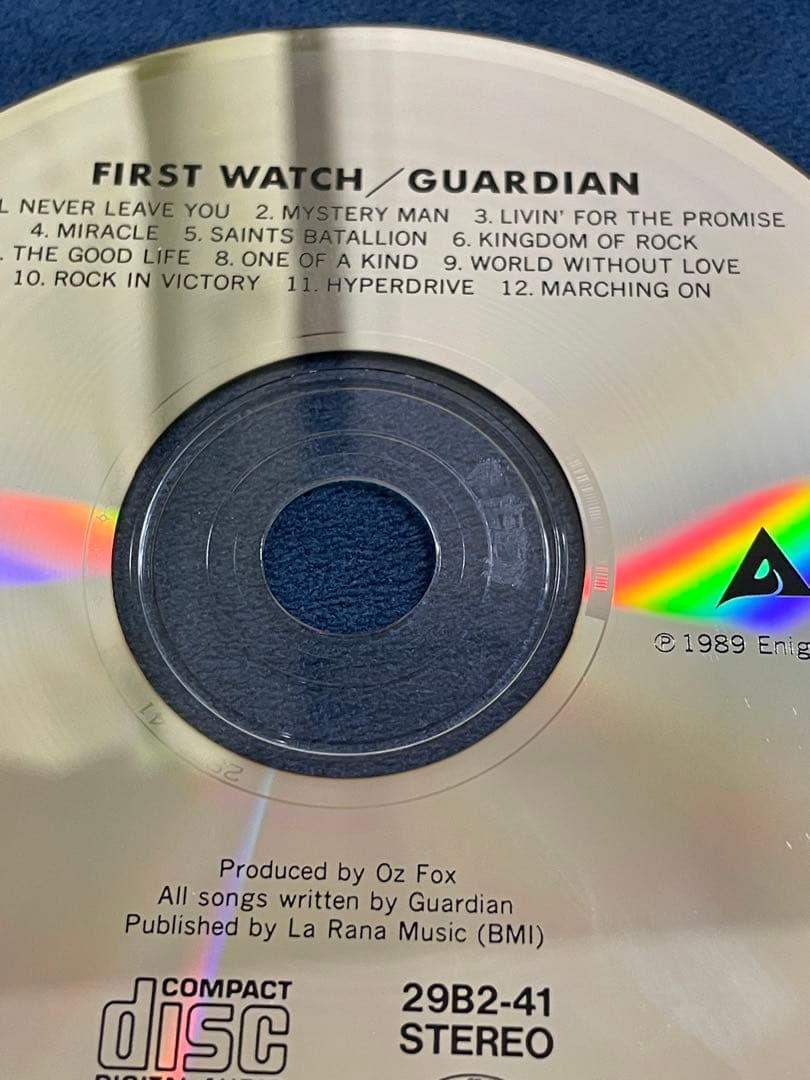 FIRST WATCH/GUARDIAN
L NEVER LEAVE YOU 2. MYSTERY MAN 3. LIVIN' FOR THE PROMISE
4. MIRACLE 5. SAINTS BATALLION 6. KINGDOM OF ROCK
. THE GOOD LIFE 8. ONE OF A KIND 9. WORLD WITHOUT LOVE
10. ROCK IN VICTORY 11. HYPERDRIVE 12. MARCHING ON
℗ 1989 Enig
Produced by Oz Fox
All songs written by Guardian
Published by La Rana Music (BMI)
COMPACT
disc
DIGITAL AUDIO
29B2-41
STEREO